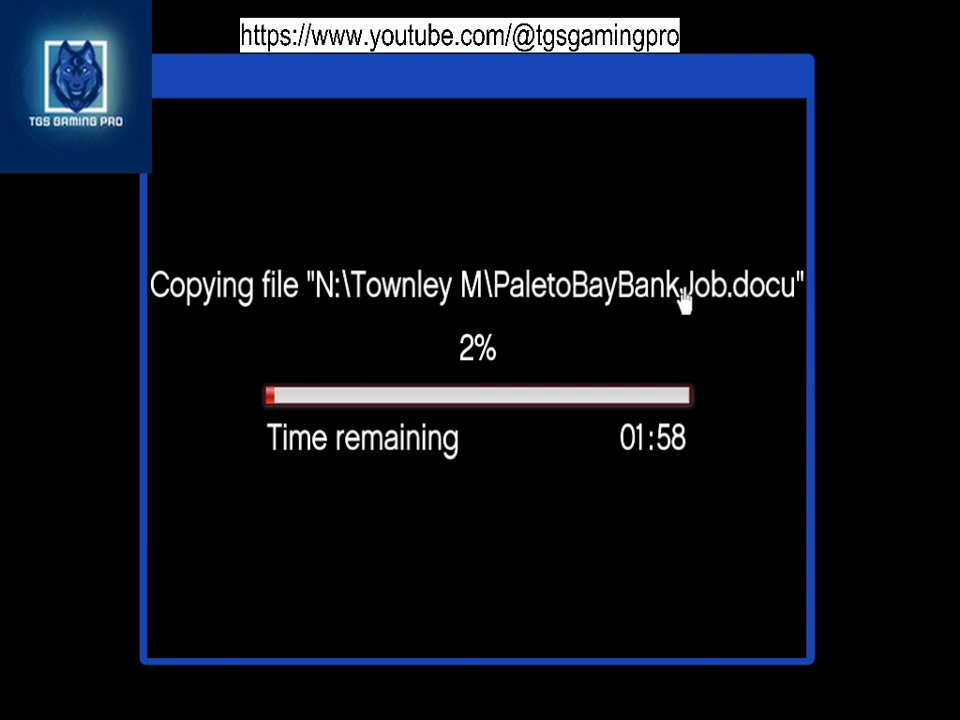 https://www.youtube.com/@tgsgamingpro
TGS GAMING PRO
Copying file "N:\Townley M\PaletoBayBankJob.docu"
2%
Time remaining 01:58